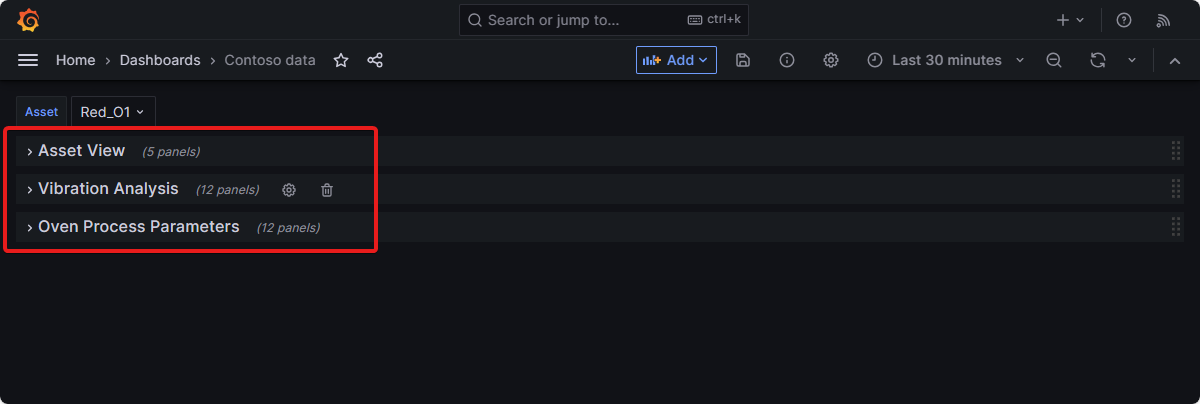 Search or jump to... ctrl+k
Home › Dashboards › Contoso data Add Last 30 minutes
Asset Red_O1
Asset View (5 panels)
Vibration Analysis (12 panels)
Oven Process Parameters (12 panels)